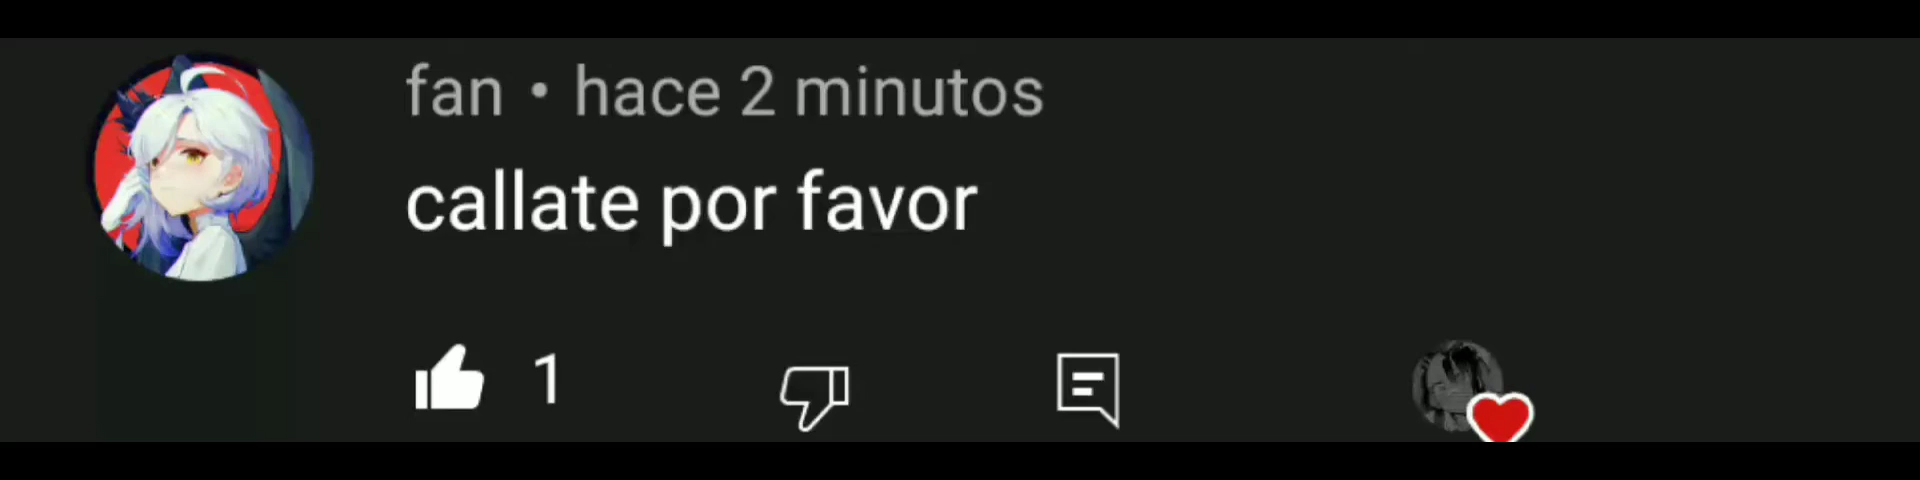 fan • hace 2 minutos
callate por favor
1